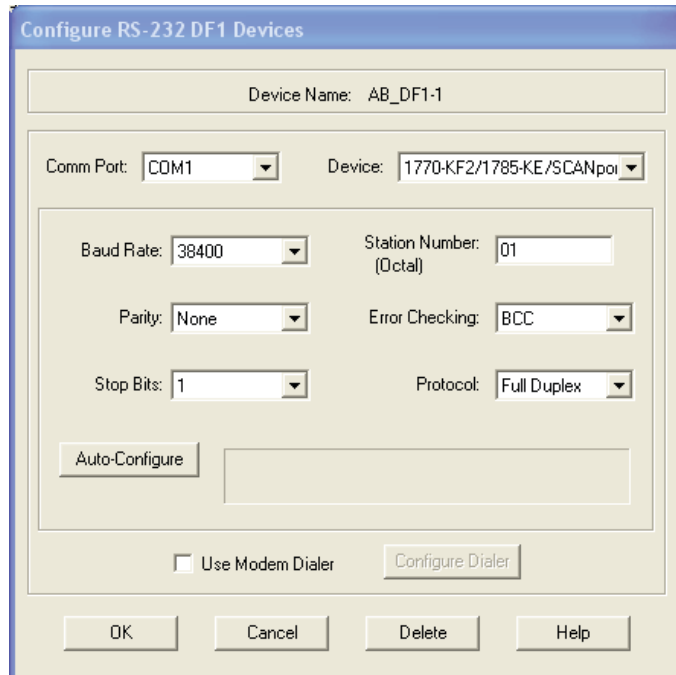 Configure RS-232 DF1 Devices
Device Name: AB_DF1-1
Comm Port: COM1 Device: 1770-KF2/1785-KE/SCANpor
Baud Rate: 38400 Station Number: 01
(Octal)
Parity: None Error Checking: BCC
Stop Bits: 1 Protocol: Full Duplex
Auto-Configure
Use Modem Dialer Configure Dialer
OK Cancel Delete Help